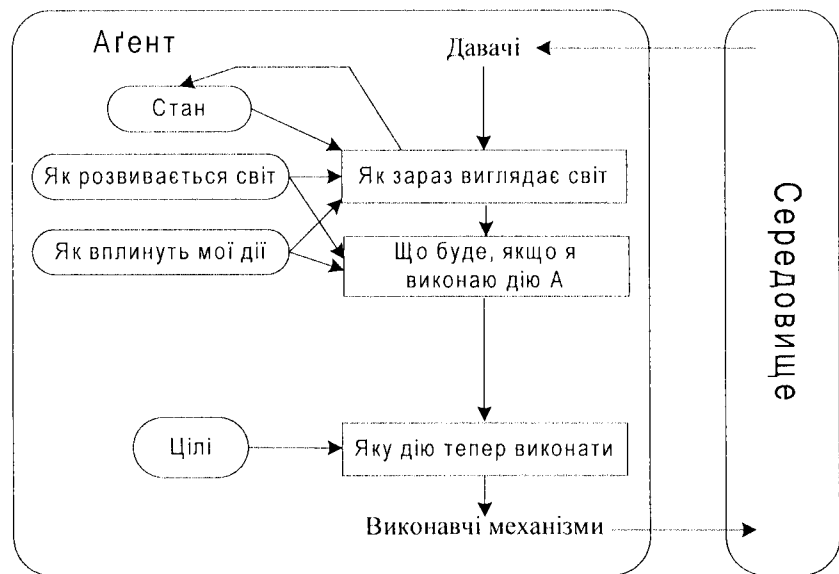 Аґент
Давачі
Стан
Як розвивається світ
Як зараз виглядає світ
Як вплинуть мої дії
Що буде, якщо я
виконаю дію А
Цілі
Яку дію тепер виконати
Виконавчі механізми
Середовище